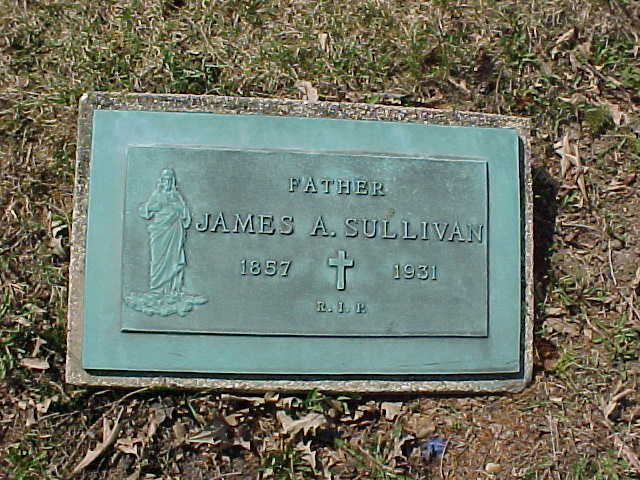 FATHER
JAMES A. SULLIVAN
1857 1931
R. I. P.